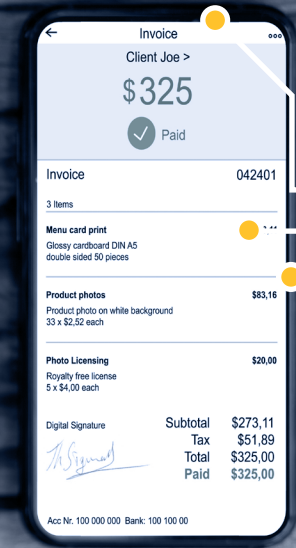 Invoice
Client Joe >
$325
Paid
Invoice 042401
3 Items
Menu card print
Glossy cardboard DIN A5
double sided 50 pieces
Product photos $83,16
Product photo on white background
33 x $2,52 each
Photo Licensing $20,00
Royalty free license
5 x $4,00 each
Digital Signature
Subtotal $273,11
Tax $51,89
Total $325,00
Paid $325,00
Acc Nr. 100 000 000 Bank: 100 100 00